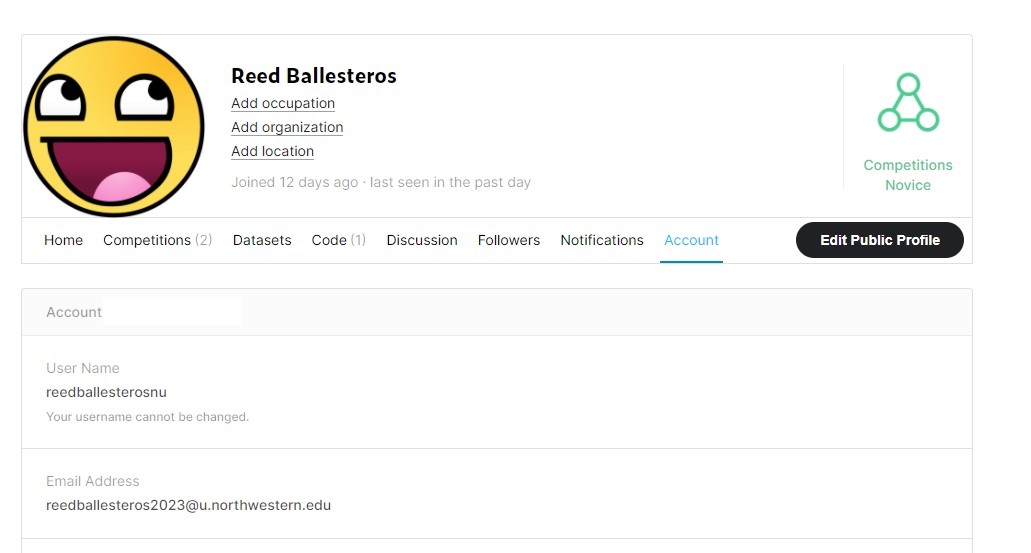 Reed Ballesteros
Add occupation
Add organization
Add location
Joined 12 days ago · last seen in the past day
Competitions
Novice
Home Competitions (2) Datasets Code (1) Discussion Followers Notifications Account Edit Public Profile
Account
User Name
reedballesterosnu
Your username cannot be changed.
Email Address
reedballesteros2023@u.northwestern.edu